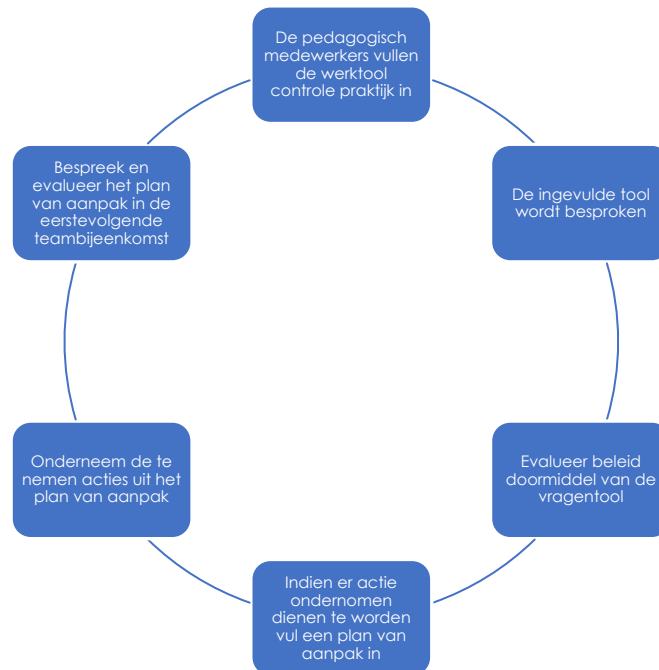 De pedagogisch
medewerkers vullen
de werktool
controle praktijk in
De ingevulde tool
wordt besproken
Evalueer beleid
doormiddel van de
vragentool
Indien er actie
ondernomen
dienen te worden
vul een plan van
aanpak in
Onderneem de te
nemen acties uit het
plan van aanpak
Bespreek en
evalueer het plan
van aanpak in de
eerstevolgende
teambijeenkomst